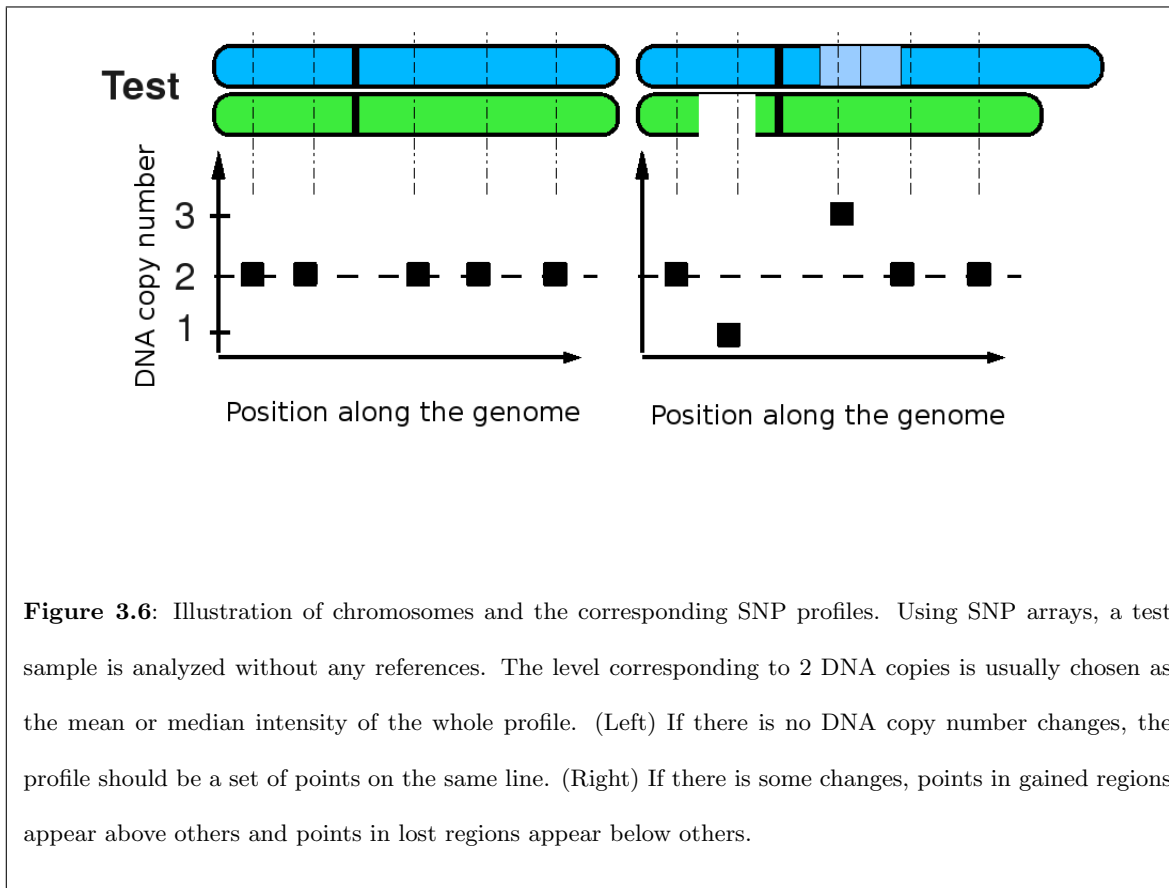 Test
DNA copy number
3
2
1
Position along the genome
Position along the genome
Figure 3.6: Illustration of chromosomes and the corresponding SNP profiles. Using SNP arrays, a test
sample is analyzed without any references. The level corresponding to 2 DNA copies is usually chosen as
the mean or median intensity of the whole profile. (Left) If there is no DNA copy number changes, the
profile should be a set of points on the same line. (Right) If there is some changes, points in gained regions
appear above others and points in lost regions appear below others.